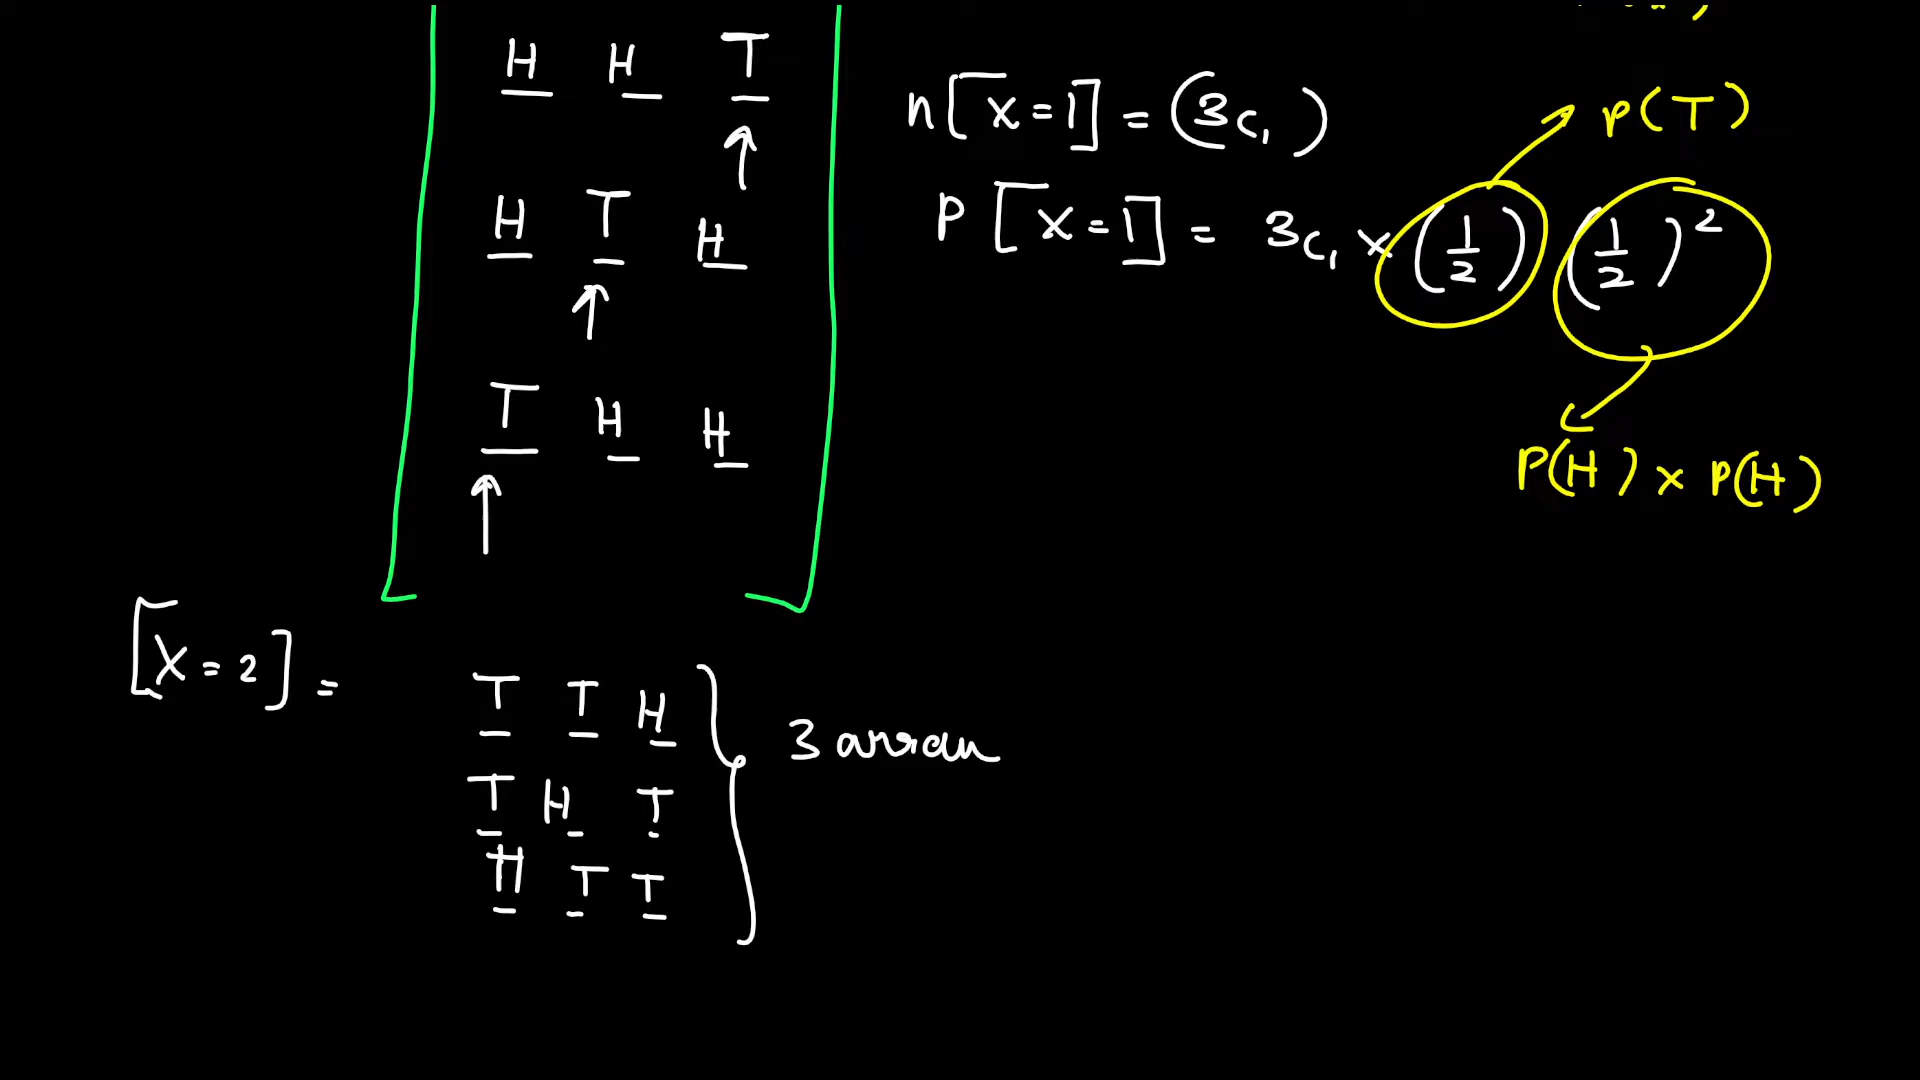 H H T
n[X=1] = (3c₁)
p(T)
H T H
P[X=1] = 3c₁ × (1/2) (1/2)²
T H H
P(H) × P(H)
[X=2] =
T T H
3 arran
T H T
H T T